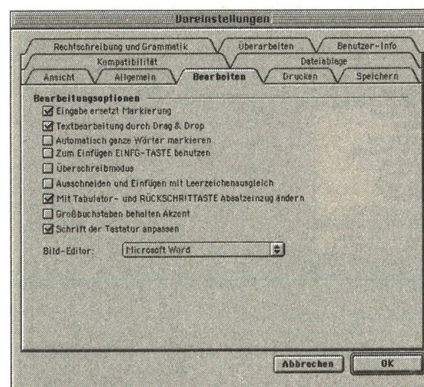 Voreinstellungen
Rechtschreibung und Grammatik Überarbeiten Benutzer-Info
Kompatibilität Dateiablage
Ansicht Allgemein Bearbeiten Drucken Speichern
Bearbeitungsoptionen
Eingabe ersetzt Markierung
Textbearbeitung durch Drag & Drop
Automatisch ganze Wörter markieren
Zum Einfügen EINFG-TASTE benutzen
Überschreibmodus
Ausschneiden und Einfügen mit Leerzeichenausgleich
Mit Tabulator- und RÜCKSCHRITTASTE Absatzeinzug ändern
Großbuchstaben behalten Akzent
Schrift der Tastatur anpassen
Bild-Editor: Microsoft Word
Abbrechen OK